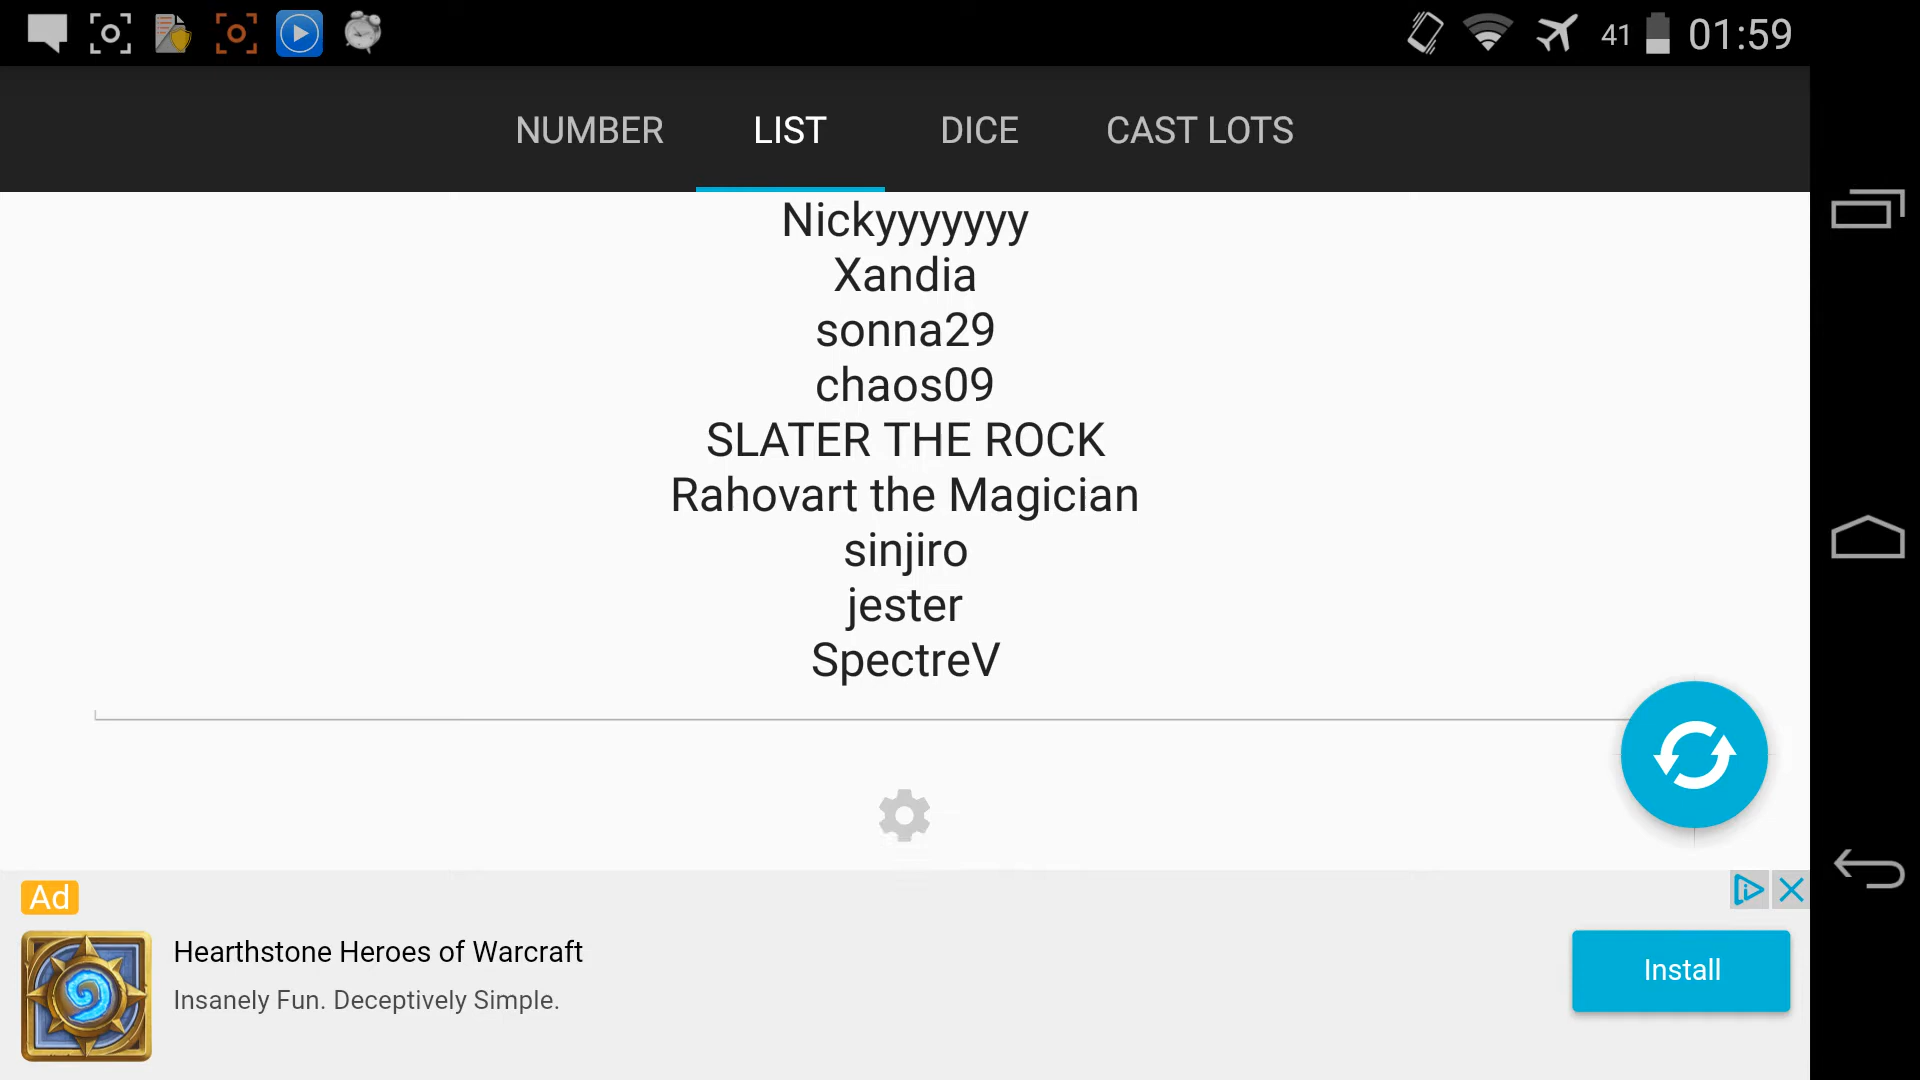 41 01:59
NUMBER LIST DICE CAST LOTS
Nickyyyyyyy
Xandia
sonna29
chaos09
SLATER THE ROCK
Rahovart the Magician
sinjiro
jester
SpectreV
Ad
Hearthstone Heroes of Warcraft
Insanely Fun. Deceptively Simple.
Install